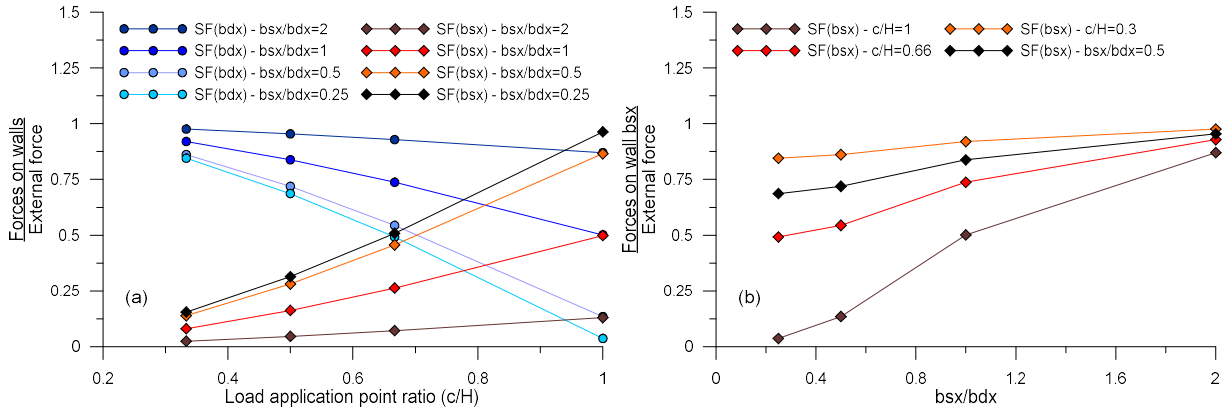 SF(bdx) - bsx/bdx=2
SF(bdx) - bsx/bdx=1
SF(bdx) - bsx/bdx=0.5
SF(bdx) - bsx/bdx=0.25
SF(bsx) - bsx/bdx=2
SF(bsx) - bsx/bdx=1
SF(bsx) - bsx/bdx=0.5
SF(bsx) - bsx/bdx=0.25
1.5
1.25
1
0.75
0.5
0.25
0
Forces on walls
External force
(a)
0.2
0.4
0.6
0.8
1
Load application point ratio (c/H)
SF(bsx) - c/H=1
SF(bsx) - c/H=0.66
SF(bsx) - c/H=0.3
SF(bsx) - bsx/bdx=0.5
1.5
1.25
1
0.75
0.5
0.25
0
Forces on wall bsx
External force
(b)
0
0.4
0.8
1.2
1.6
2
bsx/bdx